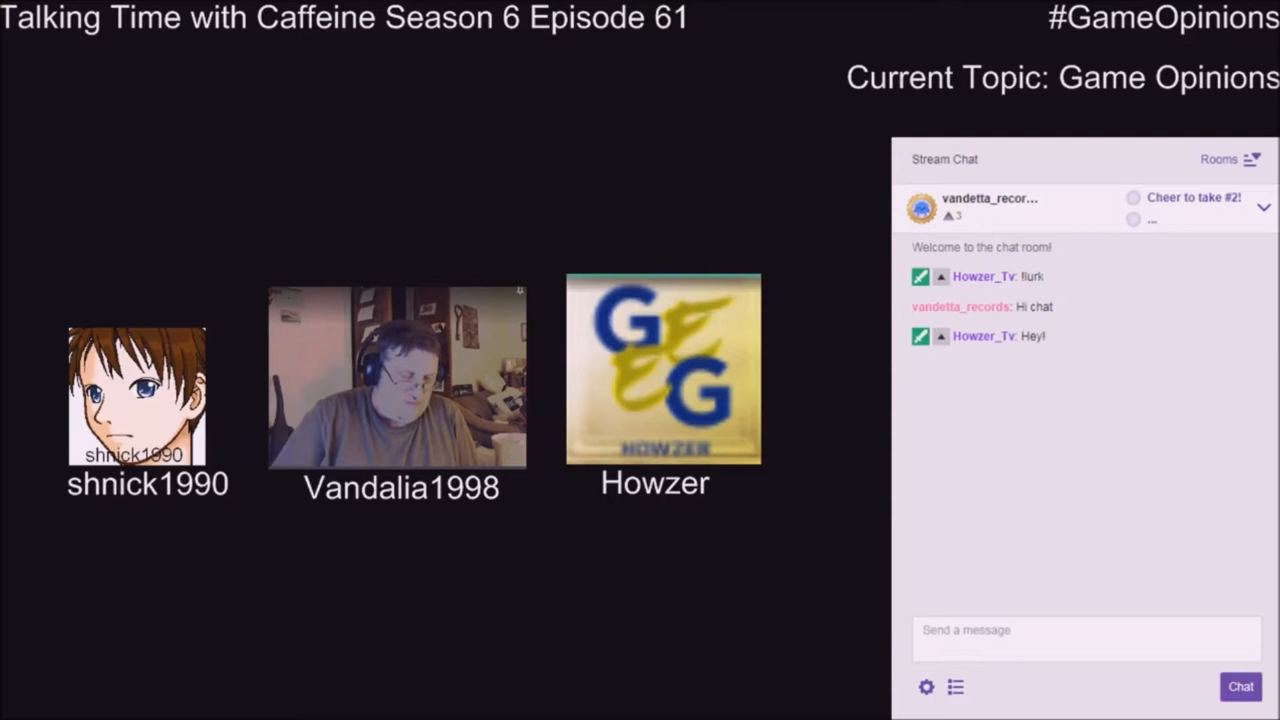 Talking Time with Caffeine Season 6 Episode 61
#GameOpinions
Current Topic: Game Opinions
Stream Chat
Rooms
vandetta_recor...
3
Cheer to take #2!
...
Welcome to the chat room!
Howzer_Tv: !lurk
vandetta_records: Hi chat
Howzer_Tv: Hey!
shnick1990
shnick1990
Vandalia1998
GEEG
HOWZER
Howzer
Send a message
Chat